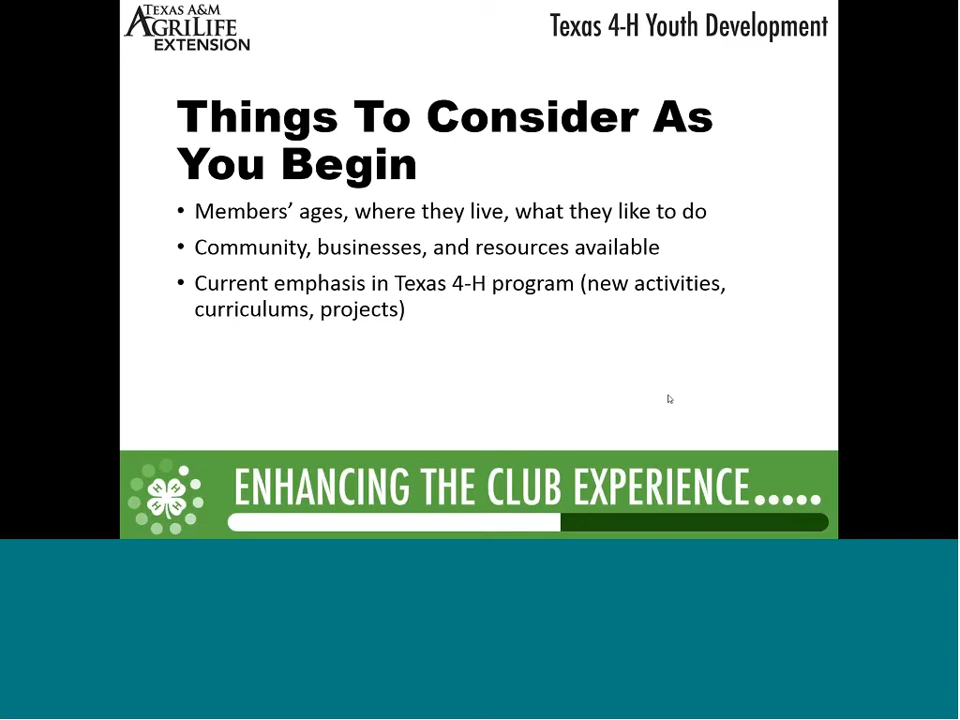 TEXAS A&M
AGRILIFE
EXTENSION
Texas 4-H Youth Development
Things To Consider As
You Begin
• Members’ ages, where they live, what they like to do
• Community, businesses, and resources available
• Current emphasis in Texas 4-H program (new activities,
curriculums, projects)
H H
H H
ENHANCING THE CLUB EXPERIENCE.....